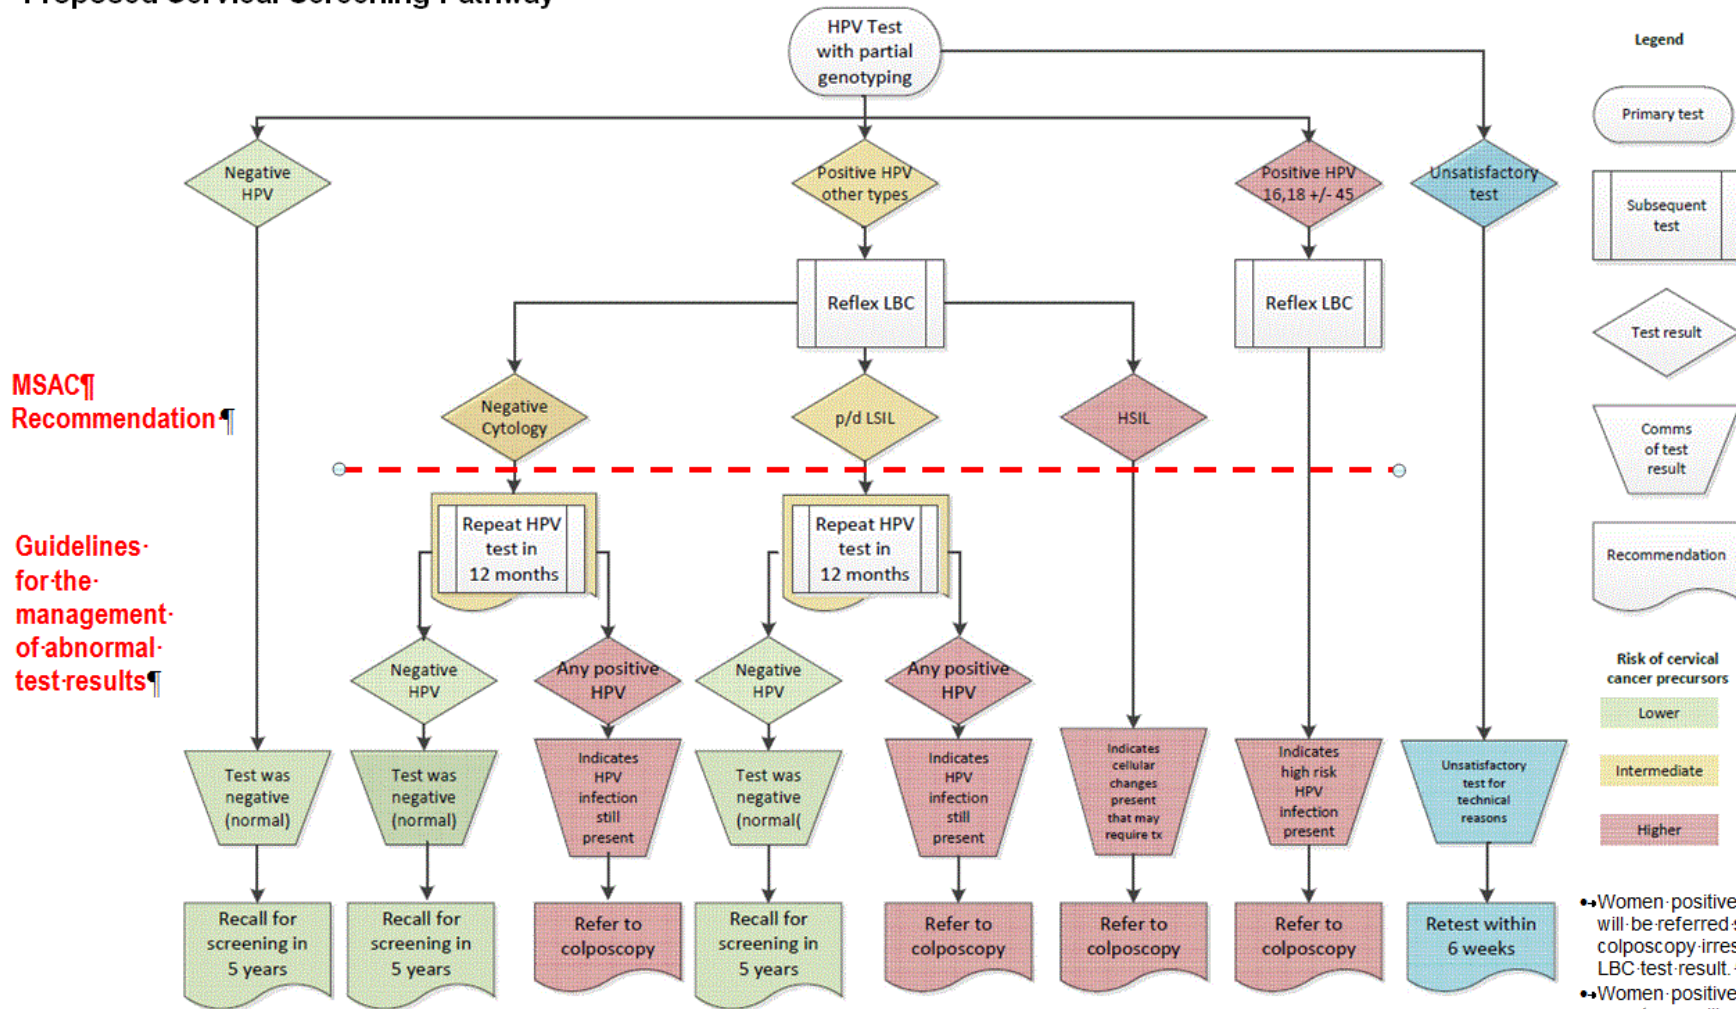 Proposed Cervical Screening Pathway
HPV Test
with partial
genotyping
Negative
HPV
Positive HPV
other types
Positive HPV
16,18 +/- 45
Unsatisfactory
test
Reflex LBC
Reflex LBC
MSAC¶
Recommendation·¶
Negative
Cytology
p/d LSIL
HSIL
Guidelines·
for·the·
management·
of·abnormal·
test·results¶
Repeat HPV
test in
12 months
Repeat HPV
test in
12 months
Negative
HPV
Any positive
HPV
Negative
HPV
Any positive
HPV
Test was
negative
(normal)
Test was
negative
(normal)
Indicates
HPV
infection
still
present
Test was
negative
(normal(
Indicates
HPV
infection
still
present
Indicates
cellular
changes
present
that may
require tx
Indicates
high risk
HPV
infection
present
Unsatisfactory
test for
technical
reasons
Recall for
screening in
5 years
Recall for
screening in
5 years
Refer to
colposcopy
Recall for
screening in
5 years
Refer to
colposcopy
Refer to
colposcopy
Refer to
colposcopy
Retest within
6 weeks
Legend
Primary test
Subsequent
test
Test result
Comms
of test
result
Recommendation
Risk of cervical
cancer precursors
Lower
Intermediate
Higher
•→Women·positive
will·be·referred·
colposcopy·
LBC·test·result.·
•→Women·positive